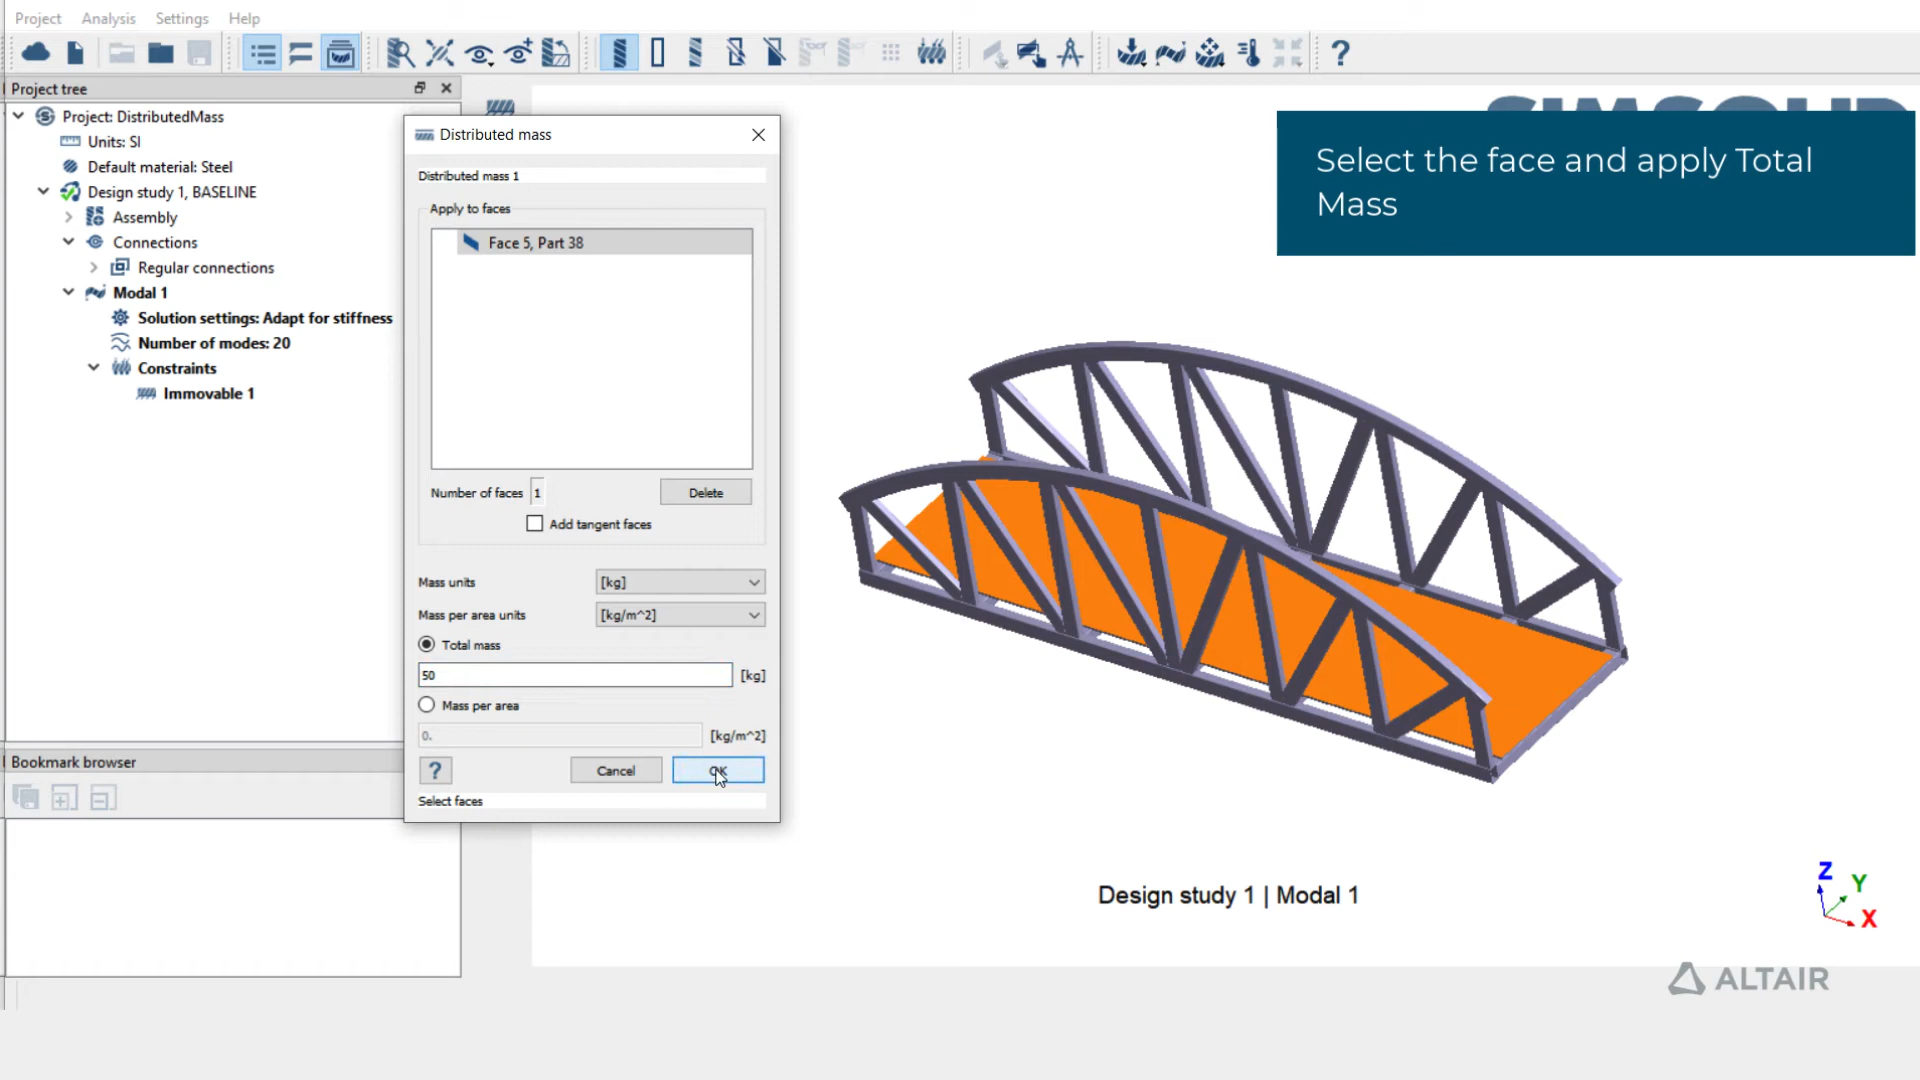 Project Analysis Settings Help
Project tree
Project: DistributedMass
Units: SI
Default material: Steel
Design study 1, BASELINE
Assembly
Connections
Regular connections
Modal 1
Solution settings: Adapt for stiffness
Number of modes: 20
Constraints
Immovable 1
Bookmark browser
Distributed mass
Distributed mass 1
Apply to faces
Face 5, Part 38
Number of faces 1
Delete
Add tangent faces
Mass units [kg]
Mass per area units [kg/m^2]
Total mass
50 [kg]
Mass per area
0. [kg/m^2]
? Cancel OK
Select faces
SIMSOLID
Select the face and apply Total
Mass
Design study 1 | Modal 1
Z
Y
X
ALTAIR